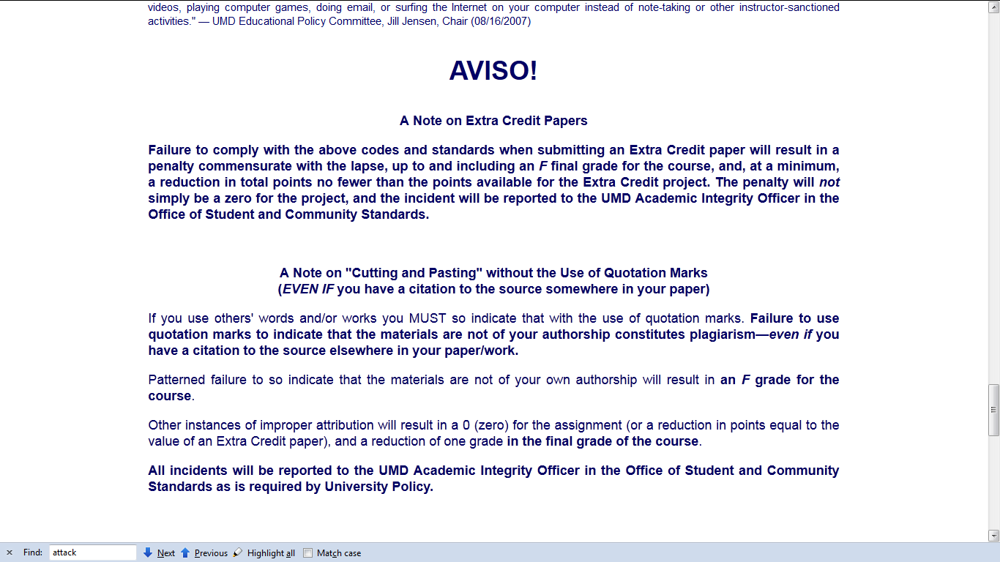 videos, playing computer games, doing email, or surfing the Internet on your computer instead of note-taking or other instructor-sanctioned
activities." — UMD Educational Policy Committee, Jill Jensen, Chair (08/16/2007)
AVISO!
A Note on Extra Credit Papers
Failure to comply with the above codes and standards when submitting an Extra Credit paper will result in a
penalty commensurate with the lapse, up to and including an F final grade for the course, and, at a minimum,
a reduction in total points no fewer than the points available for the Extra Credit project. The penalty will not
simply be a zero for the project, and the incident will be reported to the UMD Academic Integrity Officer in the
Office of Student and Community Standards.
A Note on "Cutting and Pasting" without the Use of Quotation Marks
(EVEN IF you have a citation to the source somewhere in your paper)
If you use others' words and/or works you MUST so indicate that with the use of quotation marks. Failure to use
quotation marks to indicate that the materials are not of your authorship constitutes plagiarism—even if you
have a citation to the source elsewhere in your paper/work.
Patterned failure to so indicate that the materials are not of your own authorship will result in an F grade for the
course.
Other instances of improper attribution will result in a 0 (zero) for the assignment (or a reduction in points equal to the
value of an Extra Credit paper), and a reduction of one grade in the final grade of the course.
All incidents will be reported to the UMD Academic Integrity Officer in the Office of Student and Community
Standards as is required by University Policy.
Find: attack Next Previous Highlight all Match case